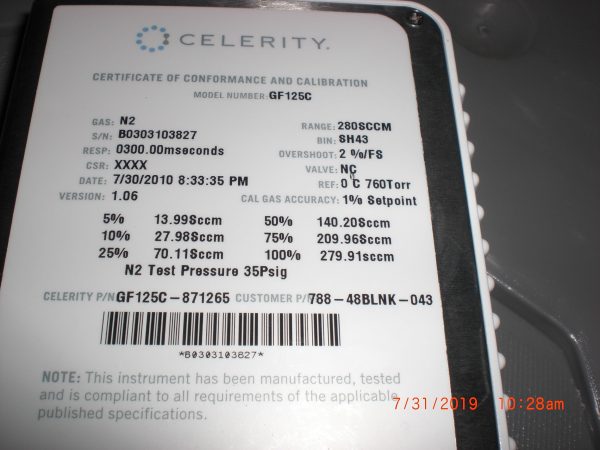 CELERITY.
CERTIFICATE OF CONFORMANCE AND CALIBRATION
MODEL NUMBER: GF125C
GAS: N2
S/N: B0303103827
RESP: 0300.00mseconds
CSR: XXXX
DATE: 7/30/2010 8:33:35 PM
VERSION: 1.06
RANGE: 280SCCM
BIN: SH43
OVERSHOOT: 2 %/FS
VALVE: NC
REF: 0 C 760Torr
CAL GAS ACCURACY: 1% Setpoint
5% 13.99Sccm 50% 140.20Sccm
10% 27.98Sccm 75% 209.96Sccm
25% 70.11Sccm 100% 279.91sccm
N2 Test Pressure 35Psig
CELERITY P/N GF125C-871265 CUSTOMER P/ 788-48BLNK-043
*B0303103827*
NOTE: This instrument has been manufactured, tested
and is compliant to all requirements of the applicable
published specifications.
7/31/2019 10:28am